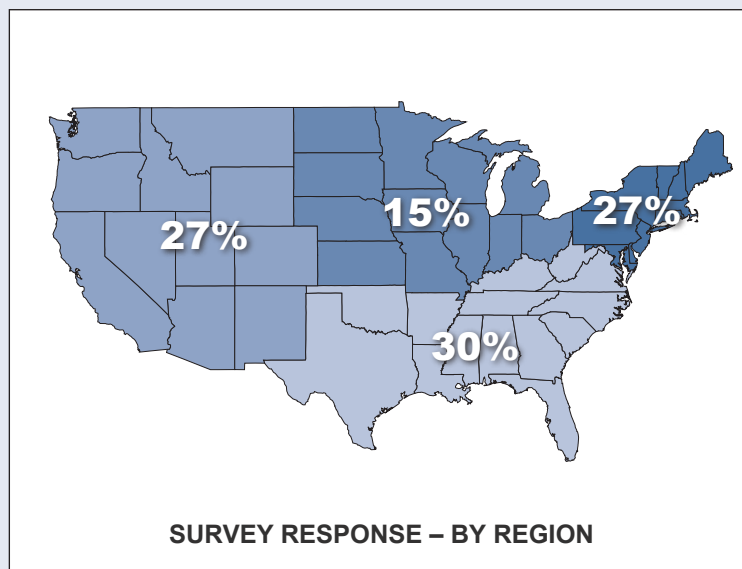 27%
15%
27%
30%
SURVEY RESPONSE – BY REGION